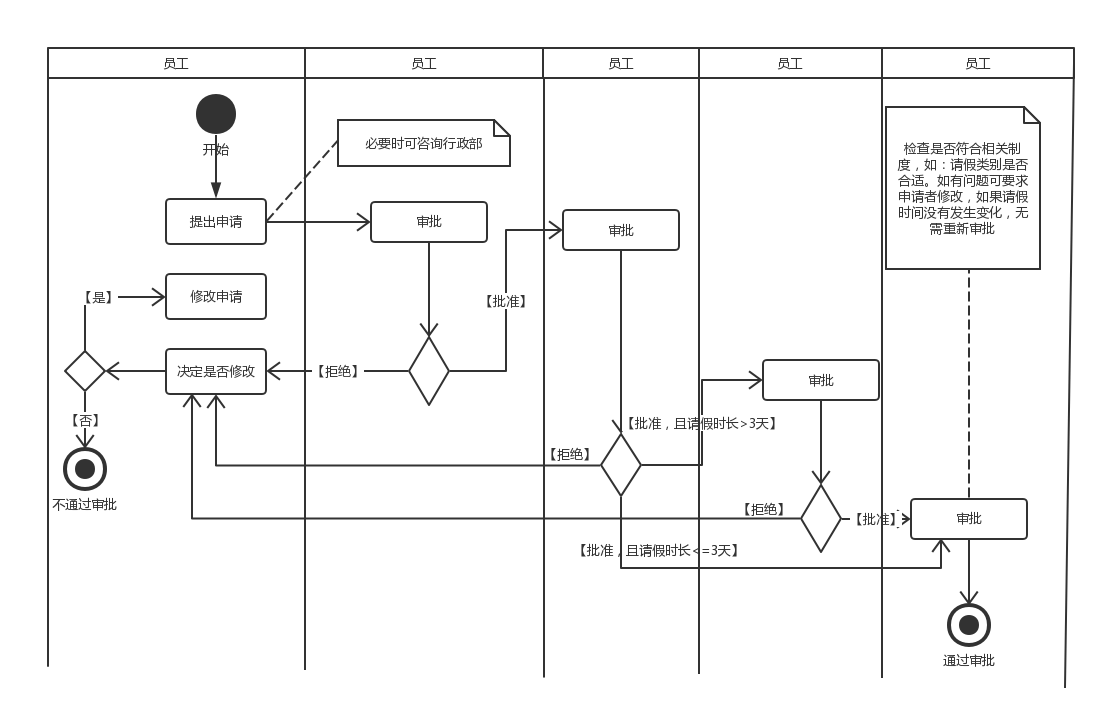 员工
员工
员工
员工
员工
开始
必要时可咨询行政部
检查是否符合相关制
度，如：请假类别是否
合适。如有问题可要求
申请者修改，如果请假
时间没有发生变化，无
需重新审批
提出申请
审批
审批
【是】
修改申请
【批准】
决定是否修改
【拒绝】
审批
【否】
【批准，且请假时长>3天】
【拒绝】
不通过审批
【拒绝】
【批准】
审批
【批准，且请假时长<=3天】
通过审批